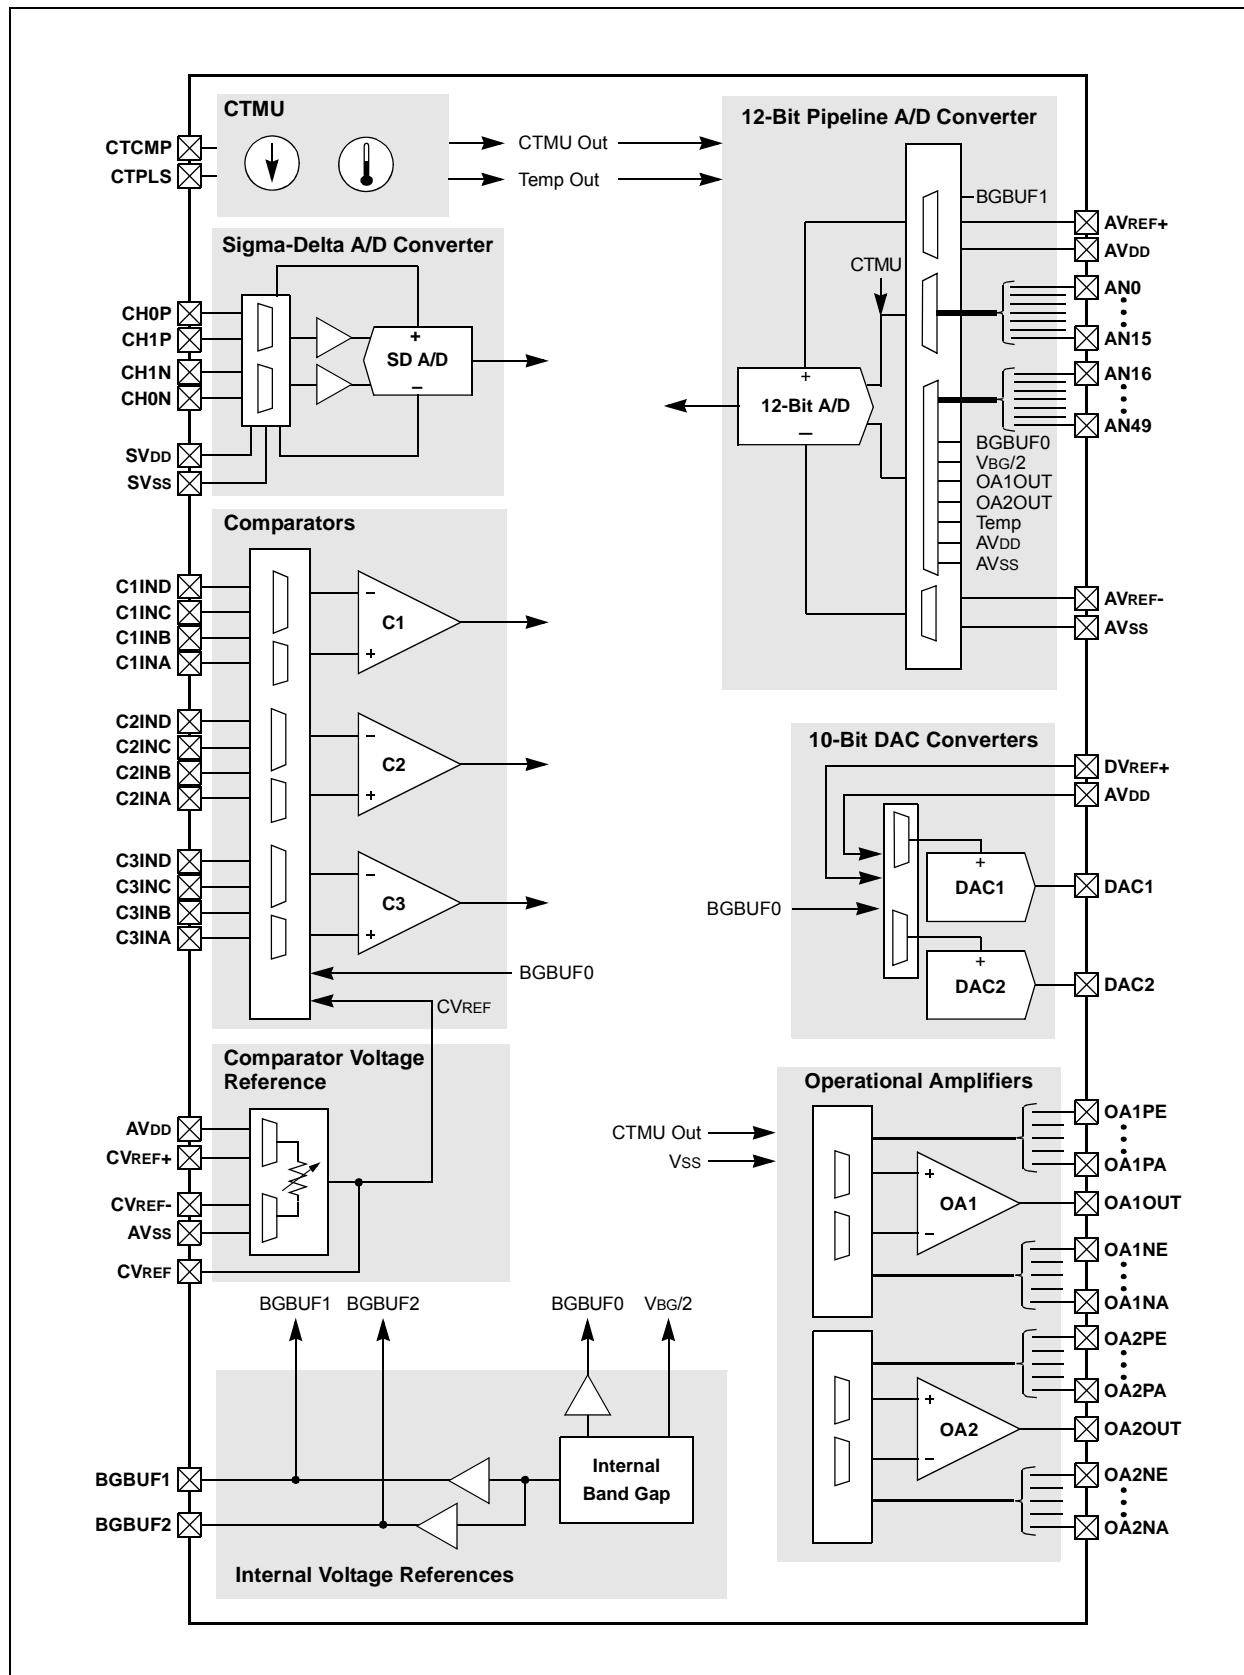 CTMU
CTCMP
CTPLS
CTMU Out
Temp Out
Sigma-Delta A/D Converter
CH0P
CH1P
CH1N
CH0N
SVDD
SVSS
+
SD A/D
–
Comparators
C1IND
C1INC
C1INB
C1INA
–
C1
+
C2IND
C2INC
C2INB
C2INA
–
C2
+
C3IND
C3INC
C3INB
C3INA
–
C3
+
BGBUF0
CVREF
Comparator Voltage
Reference
AVDD
CVREF+
CVREF-
AVSS
CVREF
BGBUF1
BGBUF2
BGBUF0
VBG/2
Internal
Band Gap
BGBUF1
BGBUF2
Internal Voltage References
12-Bit Pipeline A/D Converter
BGBUF1
AVREF+
AVDD
CTMU
AN0
AN15
AN16
AN49
+
12-Bit A/D
–
BGBUF0
VBG/2
OA1OUT
OA2OUT
Temp
AVDD
AVSS
AVREF-
AVSS
10-Bit DAC Converters
DVREF+
AVDD
BGBUF0
+
DAC1
DAC1
+
DAC2
DAC2
Operational Amplifiers
CTMU Out
VSS
OA1PE
OA1PA
+
OA1
–
OA1OUT
OA1NE
OA1NA
OA2PE
OA2PA
+
OA2
–
OA2OUT
OA2NE
OA2NA